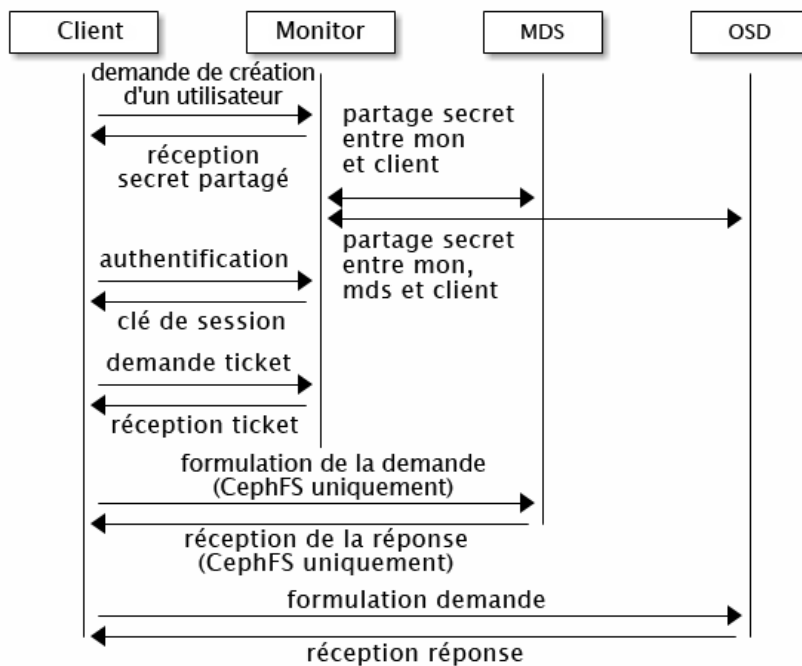 Client
Monitor
MDS
OSD
demande de création
d'un utilisateur
réception
secret partagé
partage secret
entre mon
et client
partage secret
entre mon,
mds et client
authentification
clé de session
demande ticket
réception ticket
formulation de la demande
(CephFS uniquement)
réception de la réponse
(CephFS uniquement)
formulation demande
réception réponse